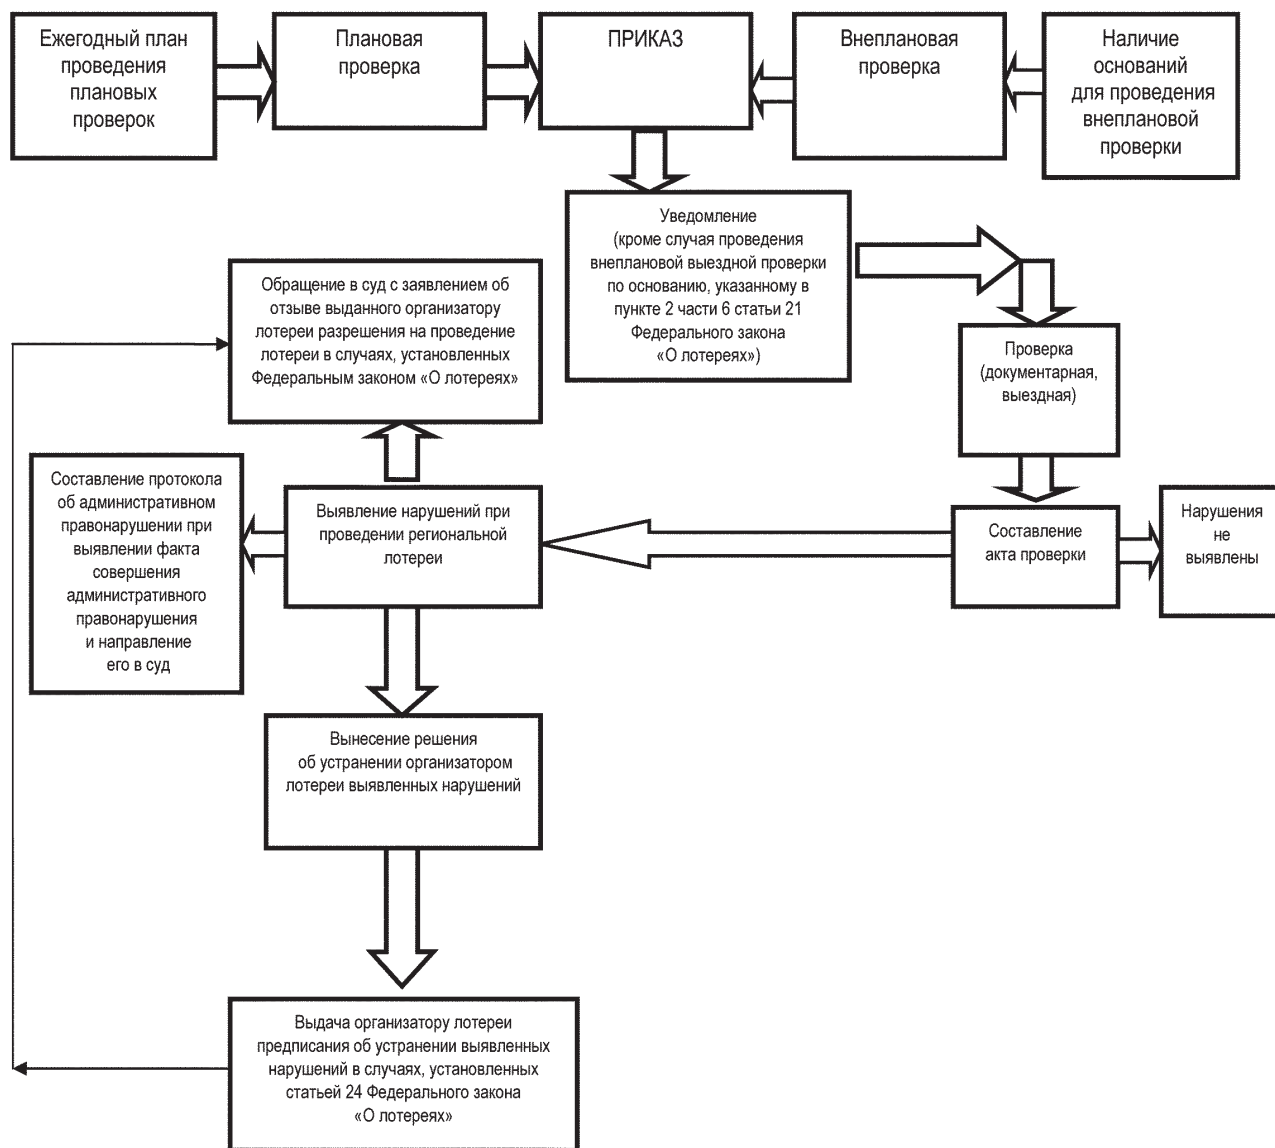 Ежегодный план
проведения
плановых
проверок
Плановая
проверка
ПРИКАЗ
Внеплановая
проверка
Наличие
оснований
для проведения
внеплановой
проверки
Уведомление
(кроме случая проведения
внеплановой выездной проверки
по основанию, указанному в
пункте 2 части 6 статьи 21
Федерального закона
«О лотереях»)
Обращение в суд с заявлением об
отзыве выданного организатору
лотереи разрешения на проведение
лотереи в случаях, установленных
Федеральным законом «О лотереях»
Проверка
(документарная,
выездная)
Составление протокола
об административном
правонарушении при
выявлении факта
совершения
административного
правонарушения
и направление
его в суд
Выявление нарушений при
проведении региональной
лотереи
Составление
акта проверки
Нарушения
не
выявлены
Вынесение решения
об устранении организатором
лотереи выявленных нарушений
Выдача организатору лотереи
предписания об устранении выявленных
нарушений в случаях, установленных
статьей 24 Федерального закона
«О лотереях»